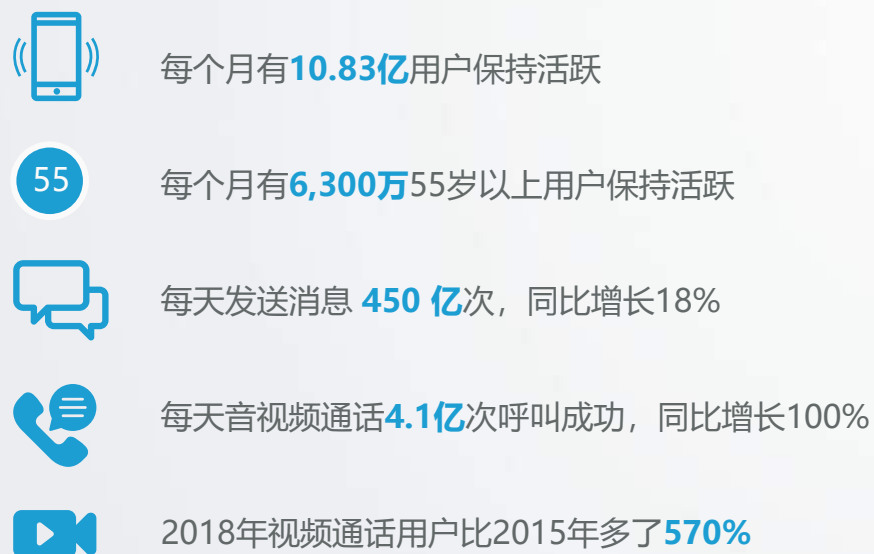 每个月有10.83亿用户保持活跃
55
每个月有6,300万55岁以上用户保持活跃
每天发送消息 450 亿次，同比增长18%
每天音视频通话4.1亿次呼叫成功，同比增长100%
2018年视频通话用户比2015年多了570%